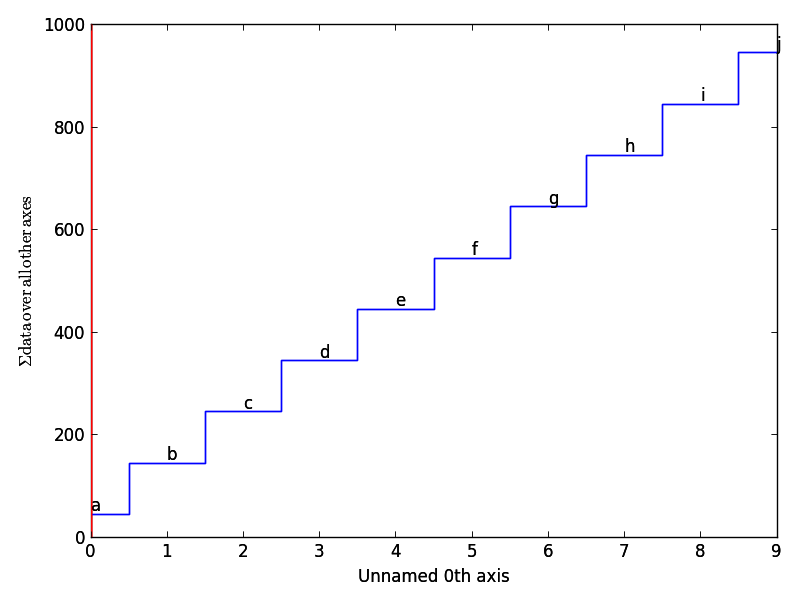 1000
800
600
400
200
0
Σdata over all other axes
a
b
c
d
e
f
g
h
i
j
0 1 2 3 4 5 6 7 8 9
Unnamed 0th axis